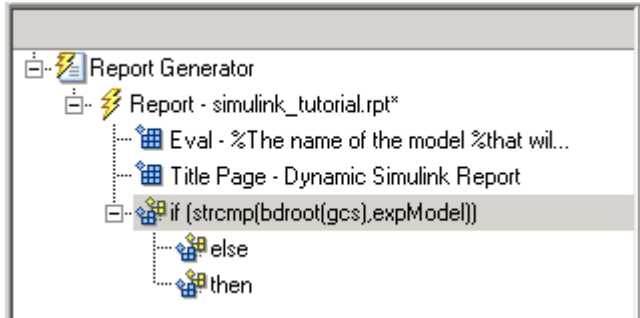 Report Generator
Report - simulink_tutorial.rpt*
Eval - %The name of the model %that wil...
Title Page - Dynamic Simulink Report
if (strcmp(bdroot(gcs),expModel))
else
then